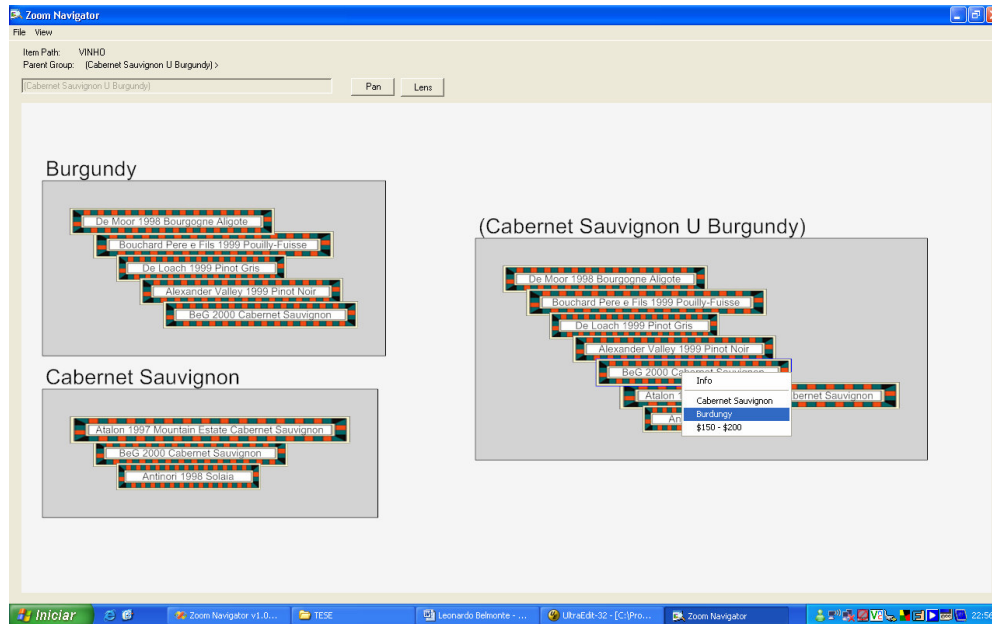 Zoom Navigator
File View
Item Path: VINHO
Parent Group: (Cabernet Sauvignon U Burgundy) >
(Cabernet Sauvignon U Burgundy)
Pan Lens
Burgundy
De Moor 1998 Bourgogne Aligote
Bouchard Pere e Fils 1999 Pouilly-Fuisse
De Loach 1999 Pinot Gris
Alexander Valley 1999 Pinot Noir
BeG 2000 Cabernet Sauvignon
Cabernet Sauvignon
Atalon 1997 Mountain Estate Cabernet Sauvignon
BeG 2000 Cabernet Sauvignon
Antinori 1998 Solaia
(Cabernet Sauvignon U Burgundy)
De Moor 1998 Bourgogne Aligote
Bouchard Pere e Fils 1999 Pouilly-Fuisse
De Loach 1999 Pinot Gris
Alexander Valley 1999 Pinot Noir
BeG 2000 Cabernet Sauvignon
Atalon 1 bernet Sauvignon
An
Info
Cabernet Sauvignon
Burdungy
$150 - $200
Iniciar Zoom Navigator v1.0... TESE Leonardo Belmonte - ... UltraEdit-32 - [C:\Pro... Zoom Navigator 22:56